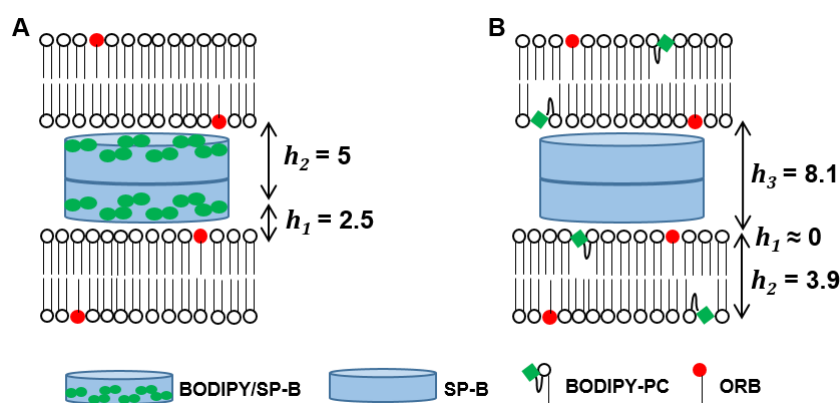 A
B
h₂ = 5
h₁ = 2.5
h₃ = 8.1
h₁ ≈ 0
h₂ = 3.9
BODIPY/SP-B
SP-B
BODIPY-PC
ORB